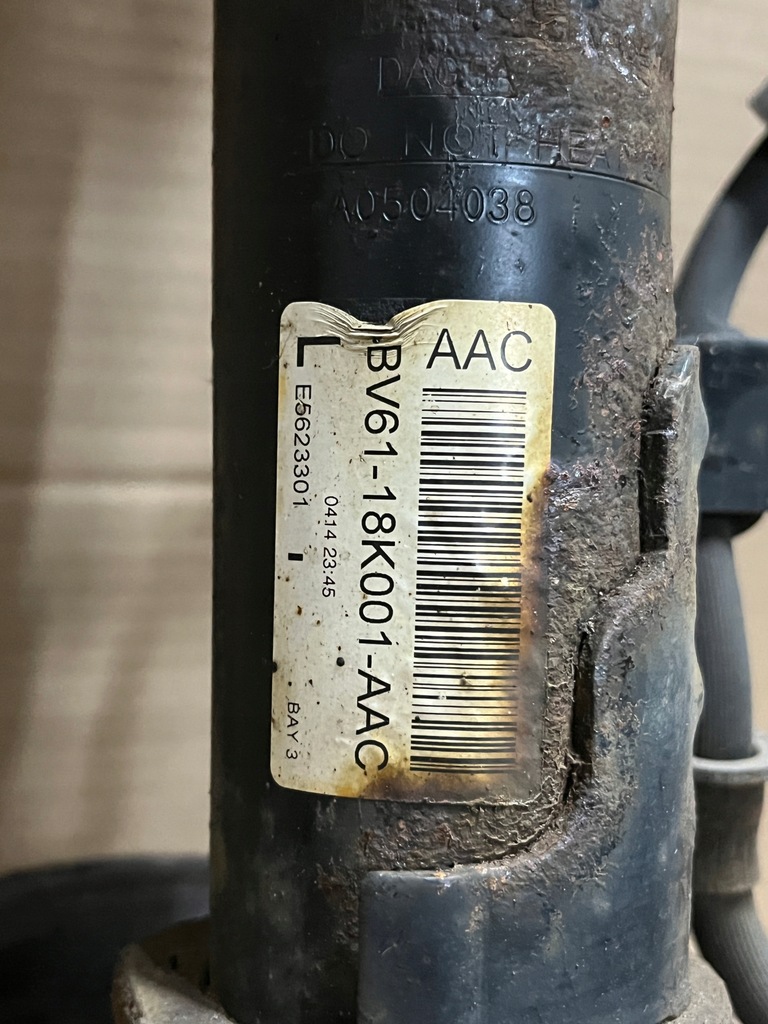 DO NOT HEA
A0504038
AAC
L
BV61-18K001-AAC
E5623301
0414 23:45
BAY 3